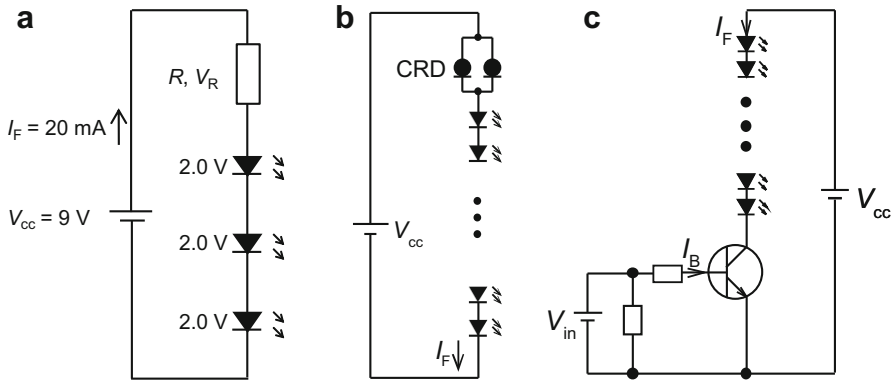 a
R, V_R
I_F = 20 mA
2.0 V
V_cc = 9 V
2.0 V
2.0 V
b
CRD
V_cc
I_F
c
I_F
V_cc
I_B
V_in